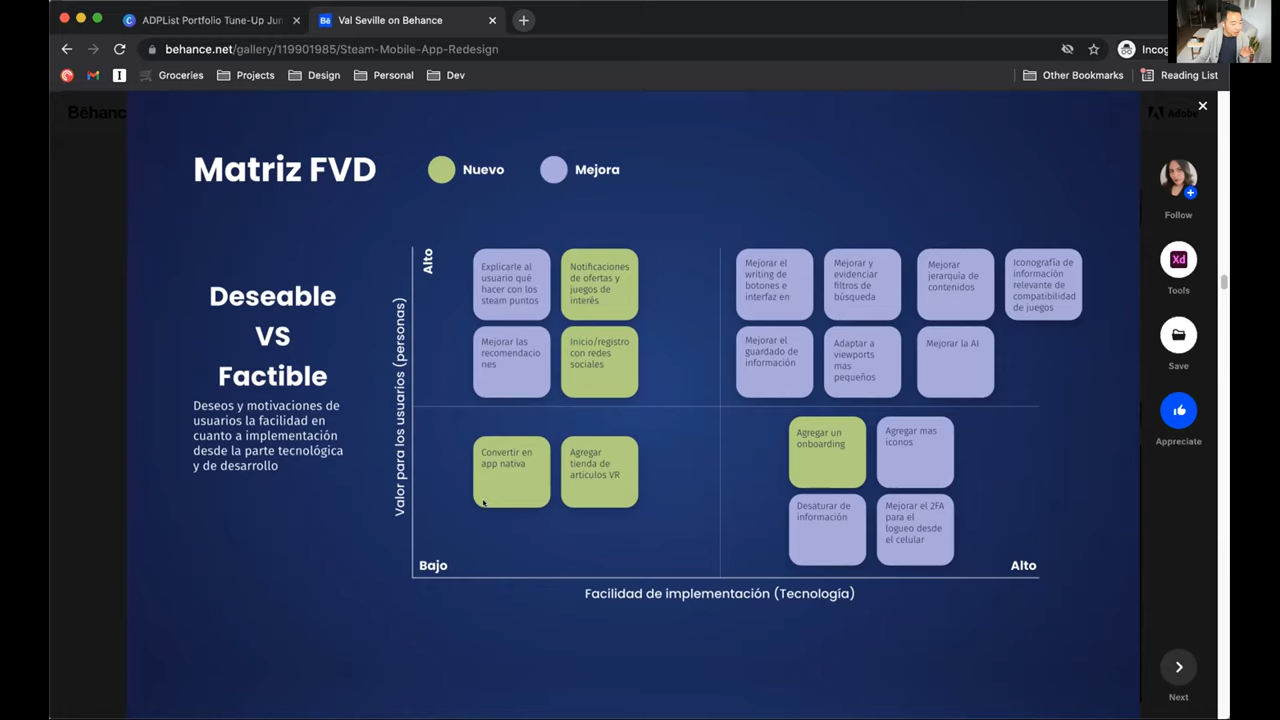 ADPList Portfolio Tune-Up Jun
Val Seville on Behance
behance.net/gallery/119901985/Steam-Mobile-App-Redesign
Incog
Groceries
Projects
Design
Personal
Dev
Other Bookmarks
Reading List
Behanc
Adobe
Matriz FVD
Nuevo
Mejora
Follow
Xd
Tools
Save
Appreciate
Next
Deseable
VS
Factible
Deseos y motivaciones de
usuarios la facilidad en
cuanto a implementación
desde la parte tecnológica
y de desarrollo
Valor para los usuarios (personas)
Alto
Explicarle al
usuario qué
hacer con los
steam puntos
Notificaciones
de ofertas y
juegos de
interés
Mejorar las
recomendacio
nes
Inicio/registro
con redes
sociales
Mejorar el
writing de
botones e
interfaz en
Mejorar y
evidenciar
filtros de
búsqueda
Mejorar
jerarquía de
contenidos
Iconografía de
información
relevante de
compatibilidad
de juegos
Mejorar el
guardado de
información
Adaptar a
viewports
mas
pequeños
Mejorar la AI
Convertir en
app nativa
Agregar
tienda de
articulos VR
Agregar un
onboarding
Agregar mas
iconos
Desaturar de
información
Mejorar el 2FA
para el
logueo desde
el celular
Bajo
Alto
Facilidad de implementación (Tecnología)